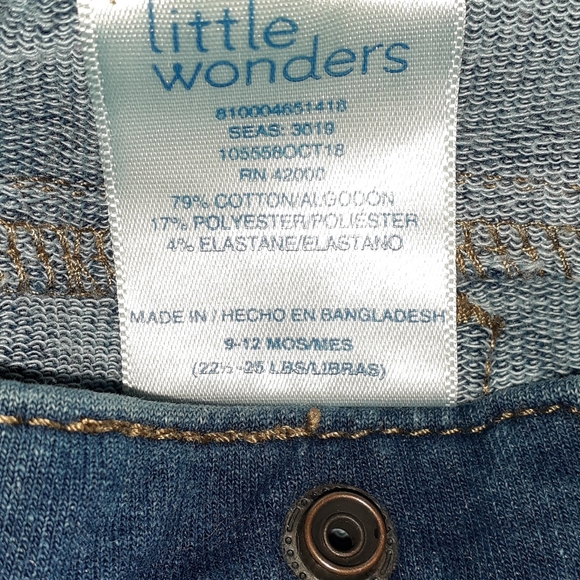 little
wonders
810004651418
SEAS: 3019
105558OCT18
RN 42000
79% COTTON/ALGODÓN
17% POLYESTER/POLIÉSTER
4% ELASTANE/ELASTANO
MADE IN / HECHO EN BANGLADESH
9-12 MOS/MES
(22½ -25 LBS/LIBRAS)